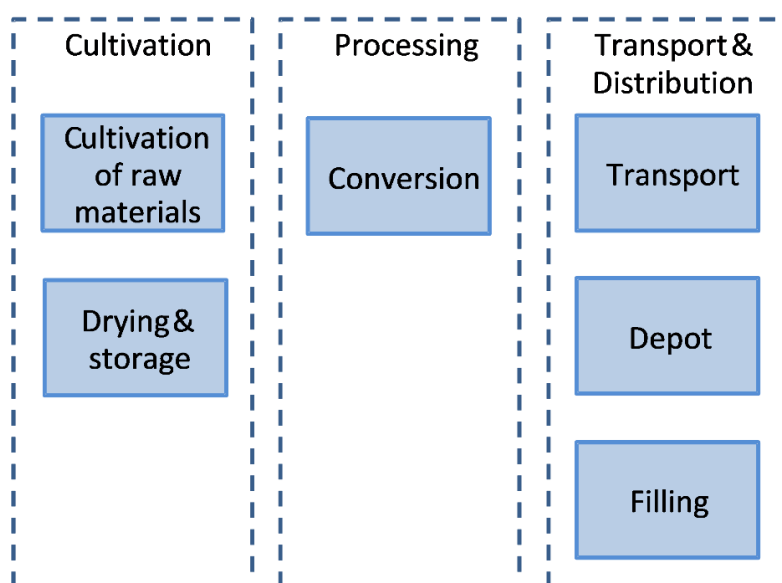 Cultivation
Cultivation
of raw
materials
Drying &
storage
Processing
Conversion
Transport &
Distribution
Transport
Depot
Filling